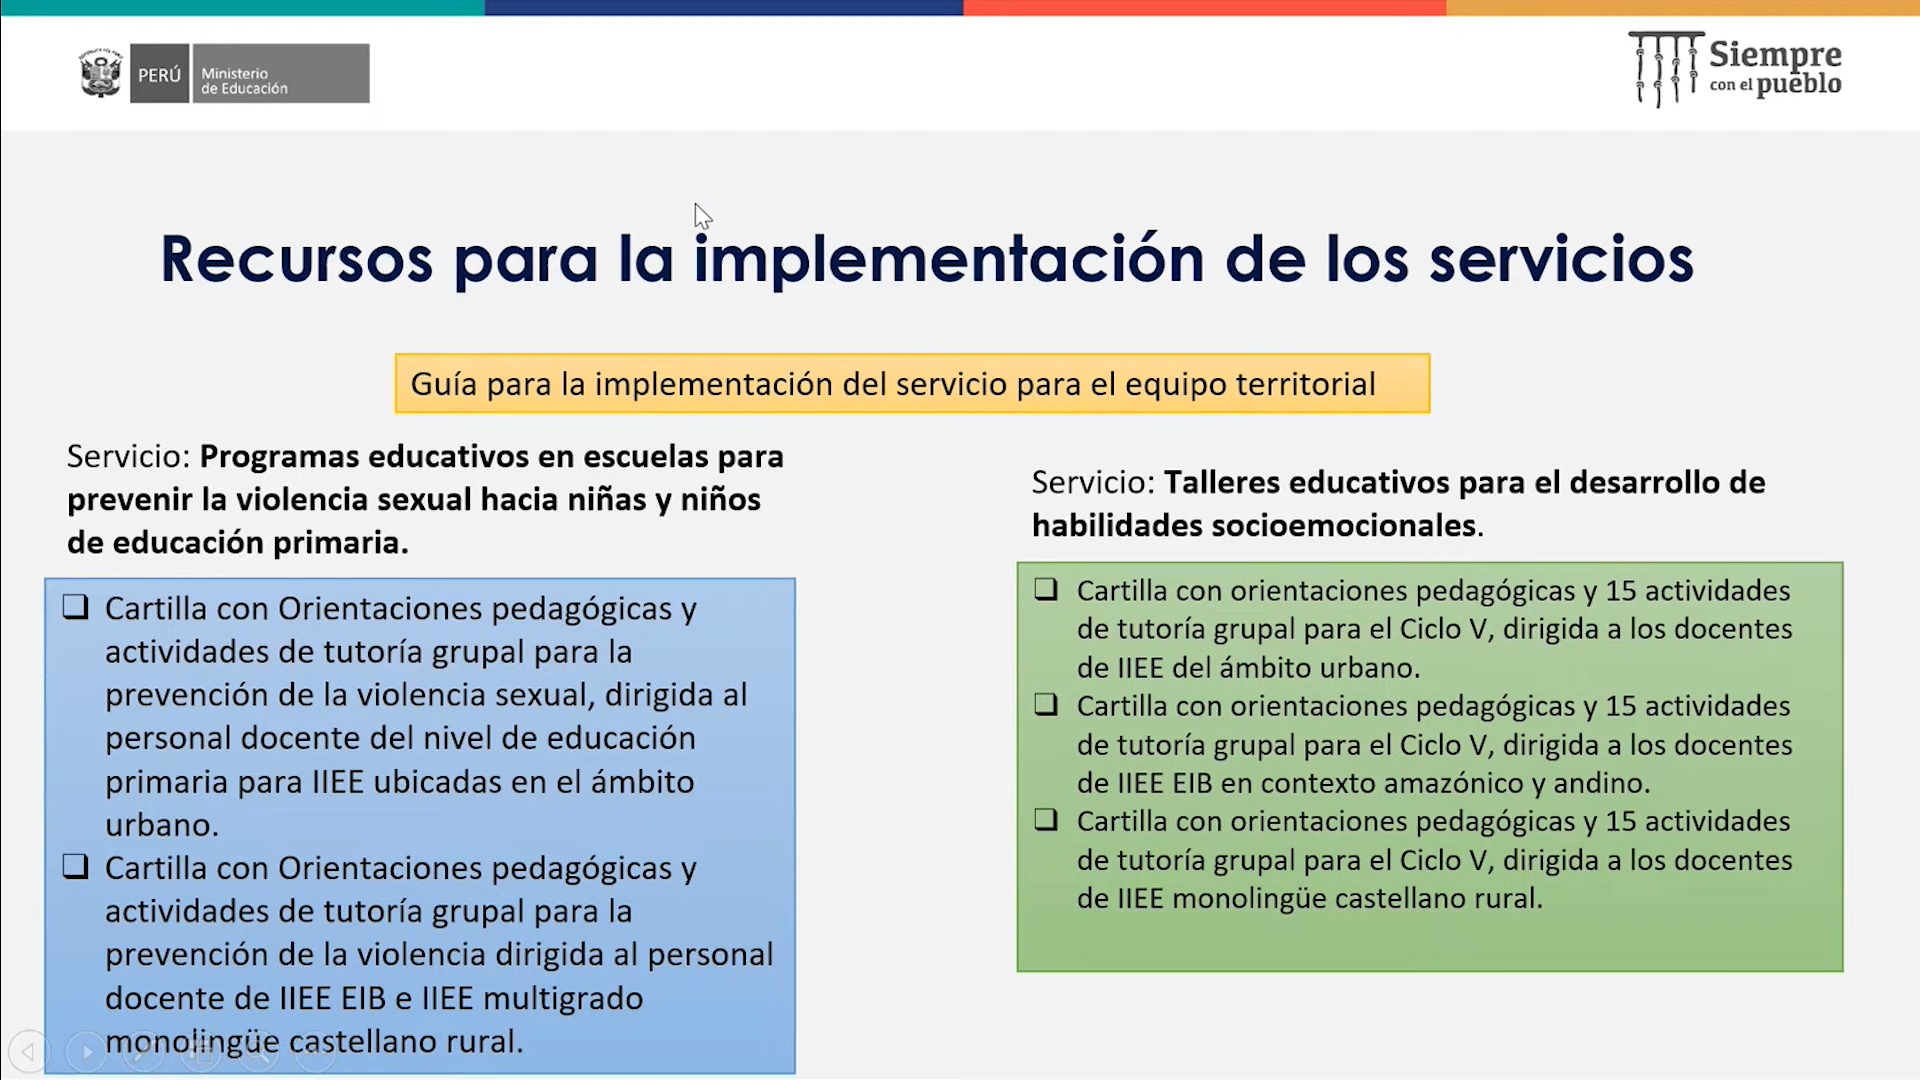 PERÚ
Ministerio
de Educación
Siempre
con el pueblo
Recursos para la implementación de los servicios
Guía para la implementación del servicio para el equipo territorial
Servicio: Programas educativos en escuelas para
prevenir la violencia sexual hacia niñas y niños
de educación primaria.
❑ Cartilla con Orientaciones pedagógicas y
actividades de tutoría grupal para la
prevención de la violencia sexual, dirigida al
personal docente del nivel de educación
primaria para IIEE ubicadas en el ámbito
urbano.
❑ Cartilla con Orientaciones pedagógicas y
actividades de tutoría grupal para la
prevención de la violencia dirigida al personal
docente de IIEE EIB e IIEE multigrado
monolingüe castellano rural.
Servicio: Talleres educativos para el desarrollo de
habilidades socioemocionales.
❑ Cartilla con orientaciones pedagógicas y 15 actividades
de tutoría grupal para el Ciclo V, dirigida a los docentes
de IIEE del ámbito urbano.
❑ Cartilla con orientaciones pedagógicas y 15 actividades
de tutoría grupal para el Ciclo V, dirigida a los docentes
de IIEE EIB en contexto amazónico y andino.
❑ Cartilla con orientaciones pedagógicas y 15 actividades
de tutoría grupal para el Ciclo V, dirigida a los docentes
de IIEE monolingüe castellano rural.